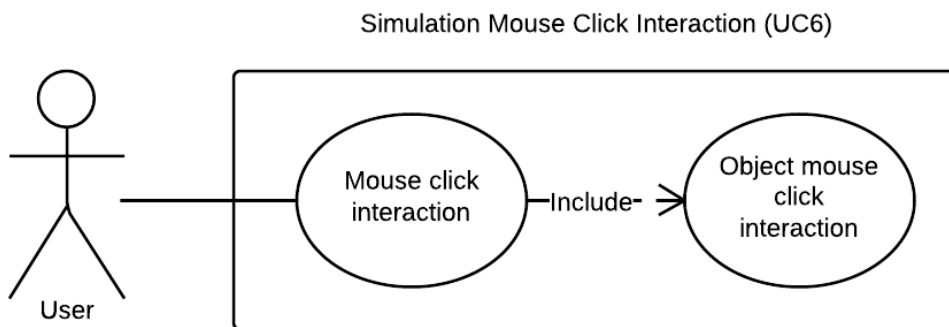 Simulation Mouse Click Interaction (UC6)
Mouse click
interaction
Include
Object mouse
click
interaction
User